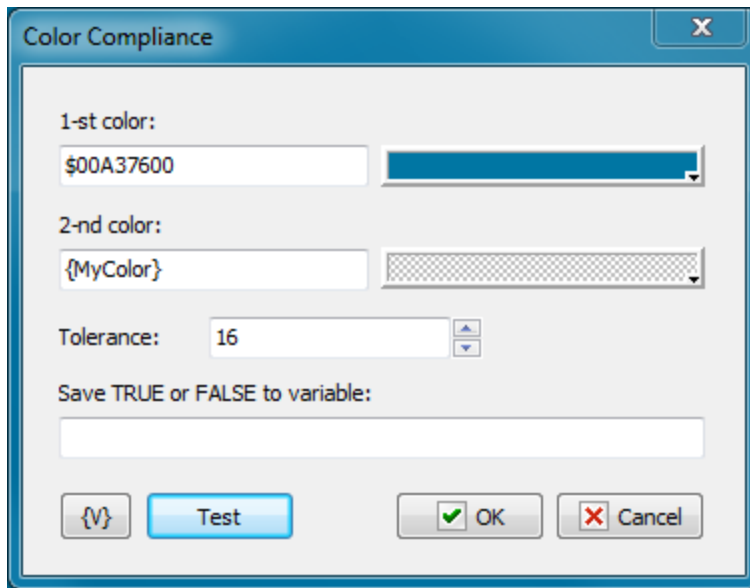 Color Compliance
1-st color:
$00A37600
2-nd color:
{MyColor}
Tolerance: 16
Save TRUE or FALSE to variable:
{V} Test OK Cancel